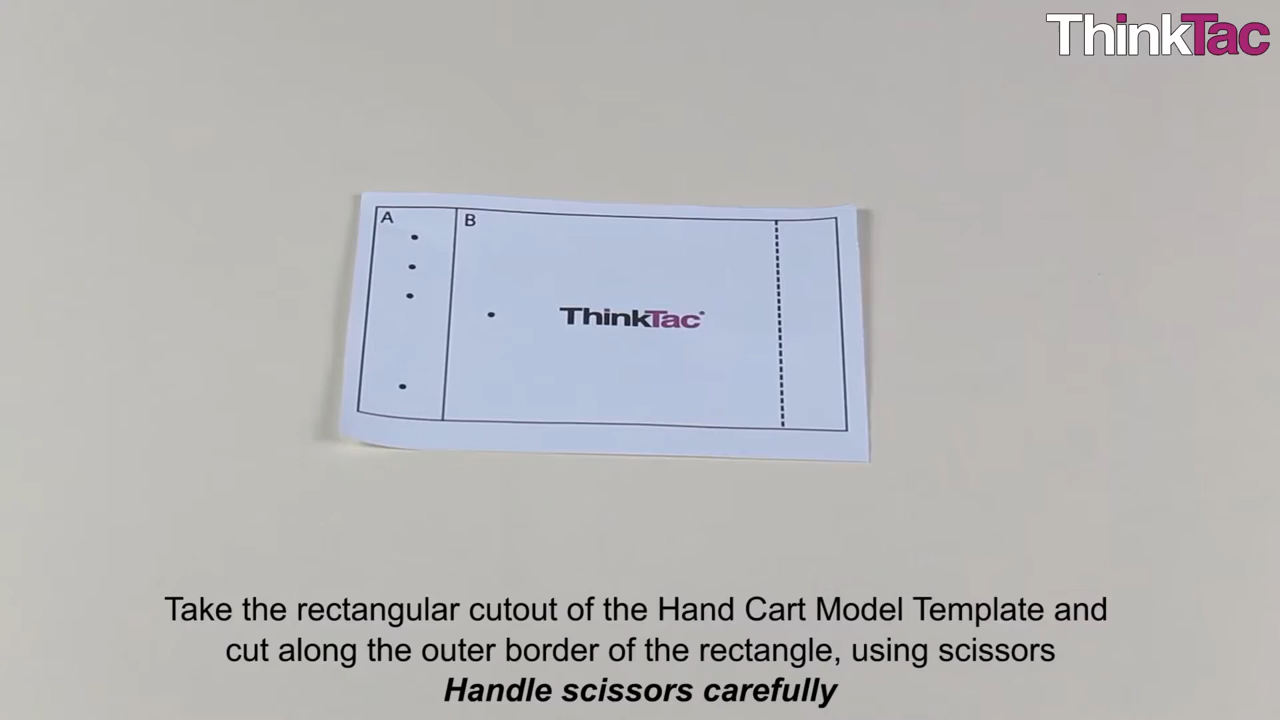 ThinkTac
A
B
ThinkTac
Take the rectangular cutout of the Hand Cart Model Template and
cut along the outer border of the rectangle, using scissors
Handle scissors carefully